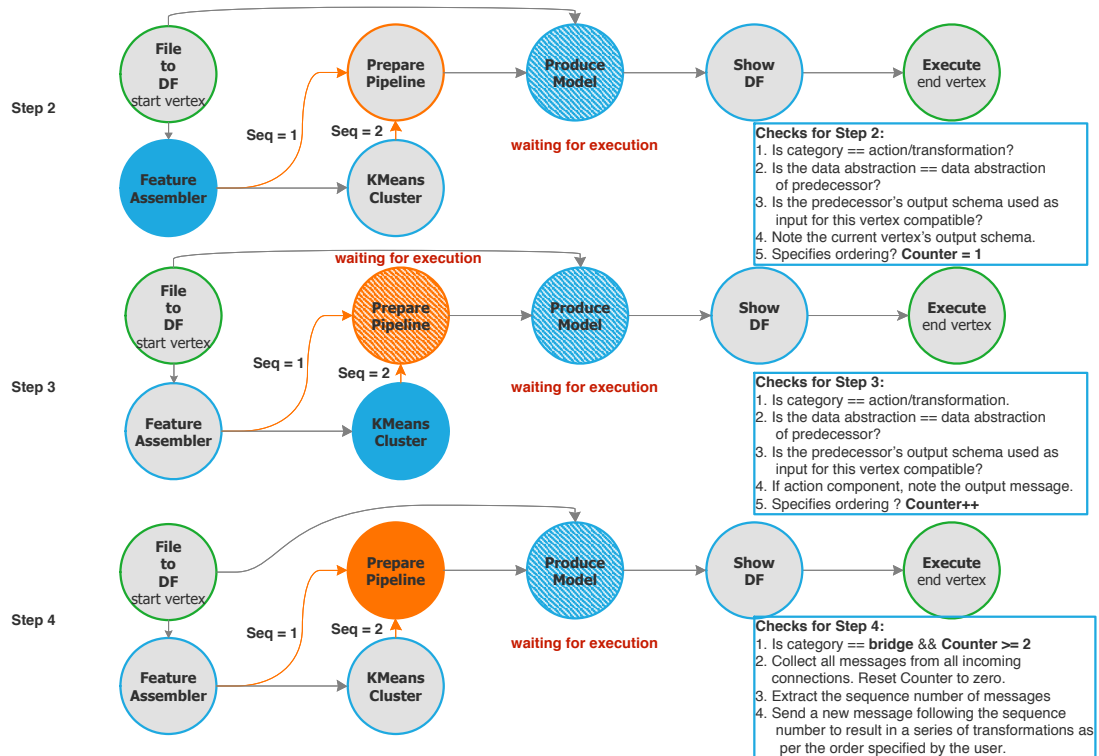 Step 2
File
to
DF
start vertex
Prepare
Pipeline
Produce
Model
Show
DF
Execute
end vertex
Seq = 1
Seq = 2
waiting for execution
Feature
Assembler
KMeans
Cluster
Checks for Step 2:
1. Is category == action/transformation?
2. Is the data abstraction == data abstraction
of predecessor?
3. Is the predecessor's output schema used as
input for this vertex compatible?
4. Note the current vertex's output schema.
5. Specifies ordering? Counter = 1
Step 3
waiting for execution
File
to
DF
start vertex
Prepare
Pipeline
Produce
Model
Show
DF
Execute
end vertex
Seq = 1
Seq = 2
waiting for execution
Feature
Assembler
KMeans
Cluster
Checks for Step 3:
1. Is category == action/transformation.
2. Is the data abstraction == data abstraction
of predecessor?
3. Is the predecessor's output schema used as
input for this vertex compatible?
4. If action component, note the output message.
5. Specifies ordering ? Counter++
Step 4
File
to
DF
start vertex
Prepare
Pipeline
Produce
Model
Show
DF
Execute
end vertex
Seq = 1
Seq = 2
waiting for execution
Feature
Assembler
KMeans
Cluster
Checks for Step 4:
1. Is category == bridge && Counter >= 2
2. Collect all messages from all incoming
connections. Reset Counter to zero.
3. Extract the sequence number of messages
4. Send a new message following the sequence
number to result in a series of transformations as
per the order specified by the user.